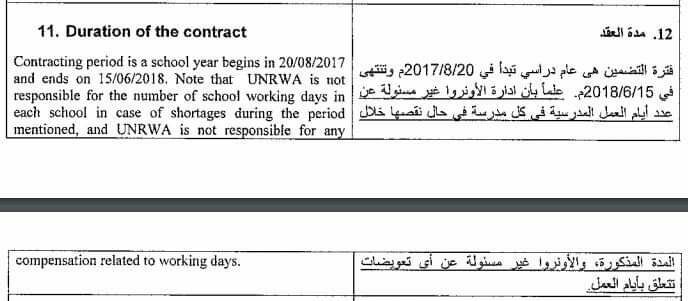 11. Duration of the contract
Contracting period is a school year begins in 20/08/2017
and ends on 15/06/2018. Note that UNRWA is not
responsible for the number of school working days in
each school in case of shortages during the period
mentioned, and UNRWA is not responsible for any
compensation related to working days.
12. مدة العقد
فترة التضمين هى عام دراسي تبدأ في 2017/8/20م وتنتهي
في 2018/6/15م. علماً بأن ادارة الأونروا غير مسئولة عن
عدد أيام العمل المدرسية في كل مدرسة في حال نقصها خلال
المدة المذكورة، والأونروا غير مسئولة عن أي تعويضات
تتعلق بأيام العمل.